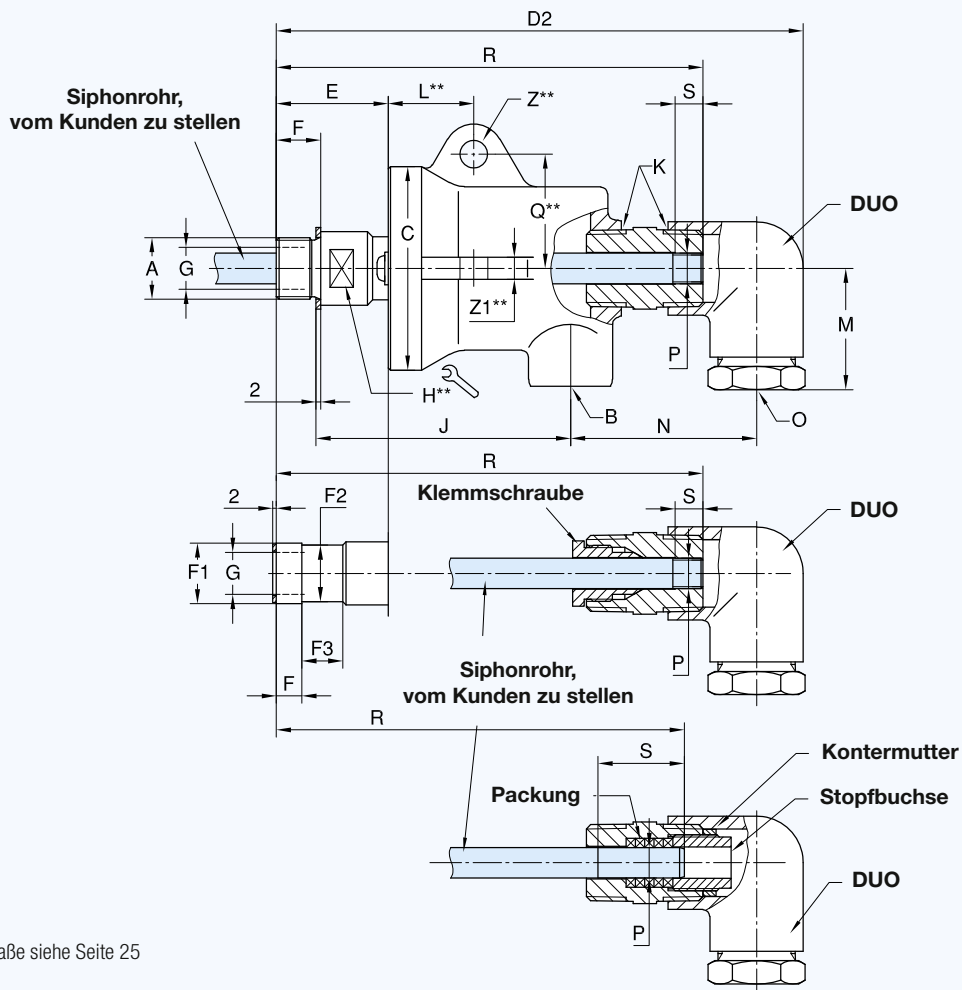 D2
R
Siphonrohr,
vom Kunden zu stellen
E
L**
Z**
S
F
K
DUO
Q**
A
G
C
Z1**
M
P
2
H**
B
O
J
N
R
Klemmschraube
S
2
F2
DUO
F1
G
F3
P
F
Siphonrohr,
vom Kunden zu stellen
R
S
Kontermutter
Packung
Stopfbuchse
DUO
P
aße siehe Seite 25